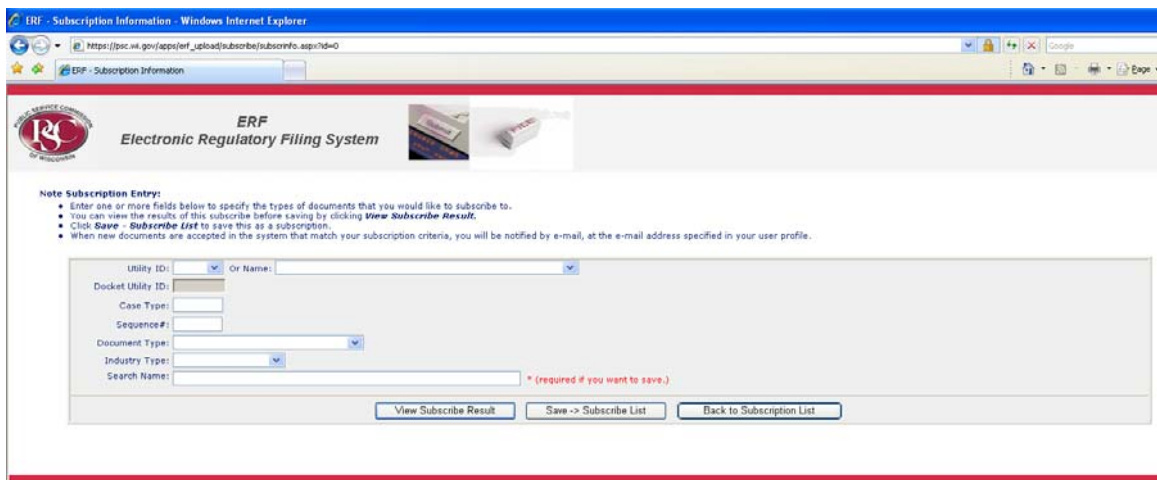 ERF - Subscription Information - Windows Internet Explorer
https://psc.wi.gov/apps/erf_upload/subscribe/subscrinfo.aspx?id=0
Google
ERF - Subscription Information
Page
PUBLIC SERVICE COMMISSION
PSC
OF WISCONSIN
ERF
Electronic Regulatory Filing System
Note Subscription Entry:
• Enter one or more fields below to specify the types of documents that you would like to subscribe to.
• You can view the results of this subscribe before saving by clicking View Subscribe Result.
• Click Save - Subscribe List to save this as a subscription.
• When new documents are accepted in the system that match your subscription criteria, you will be notified by e-mail, at the e-mail address specified in your user profile.
Utility ID: Or Name:
Docket Utility ID:
Case Type:
Sequence#:
Document Type:
Industry Type:
Search Name: * (required if you want to save.)
View Subscribe Result Save -> Subscribe List Back to Subscription List